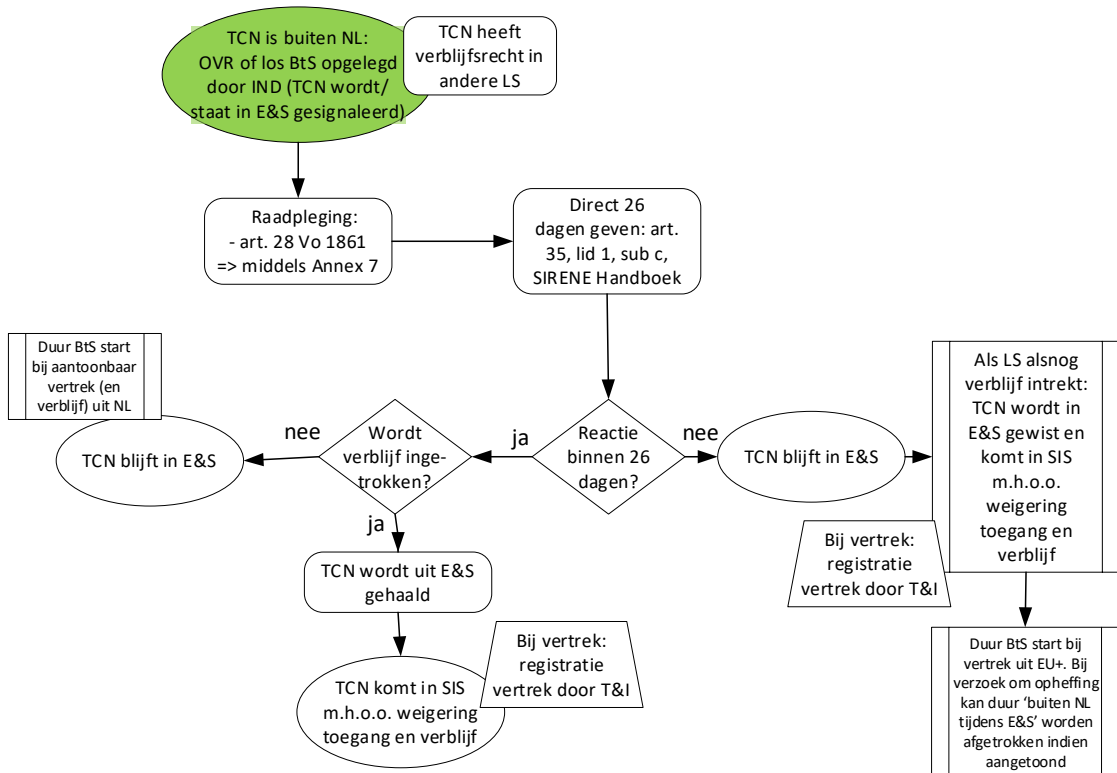 TCN is buiten NL:
OVR of los BtS opgelegd
door IND (TCN wordt/
staat in E&S gesignaleerd)
TCN heeft
verblijfsrecht in
andere LS
Raadpleging:
- art. 28 Vo 1861
=> middels Annex 7
Direct 26
dagen geven: art.
35, lid 1, sub c,
SIRENE Handboek
Reactie
binnen 26
dagen?
ja
nee
Wordt
verblijf inge-
trokken?
nee
ja
Duur BtS start
bij aantoonbaar
vertrek (en
verblijf) uit NL
TCN blijft in E&S
TCN wordt uit E&S
gehaald
TCN komt in SIS
m.h.o.o. weigering
toegang en verblijf
Bij vertrek:
registratie
vertrek door T&I
TCN blijft in E&S
Als LS alsnog
verblijf intrekt:
TCN wordt in
E&S gewist en
komt in SIS
m.h.o.o.
weigering
toegang en
verblijf
Bij vertrek:
registratie
vertrek door T&I
Duur BtS start bij
vertrek uit EU+. Bij
verzoek om opheffing
kan duur ‘buiten NL
tijdens E&S’ worden
afgetrokken indien
aangetoond